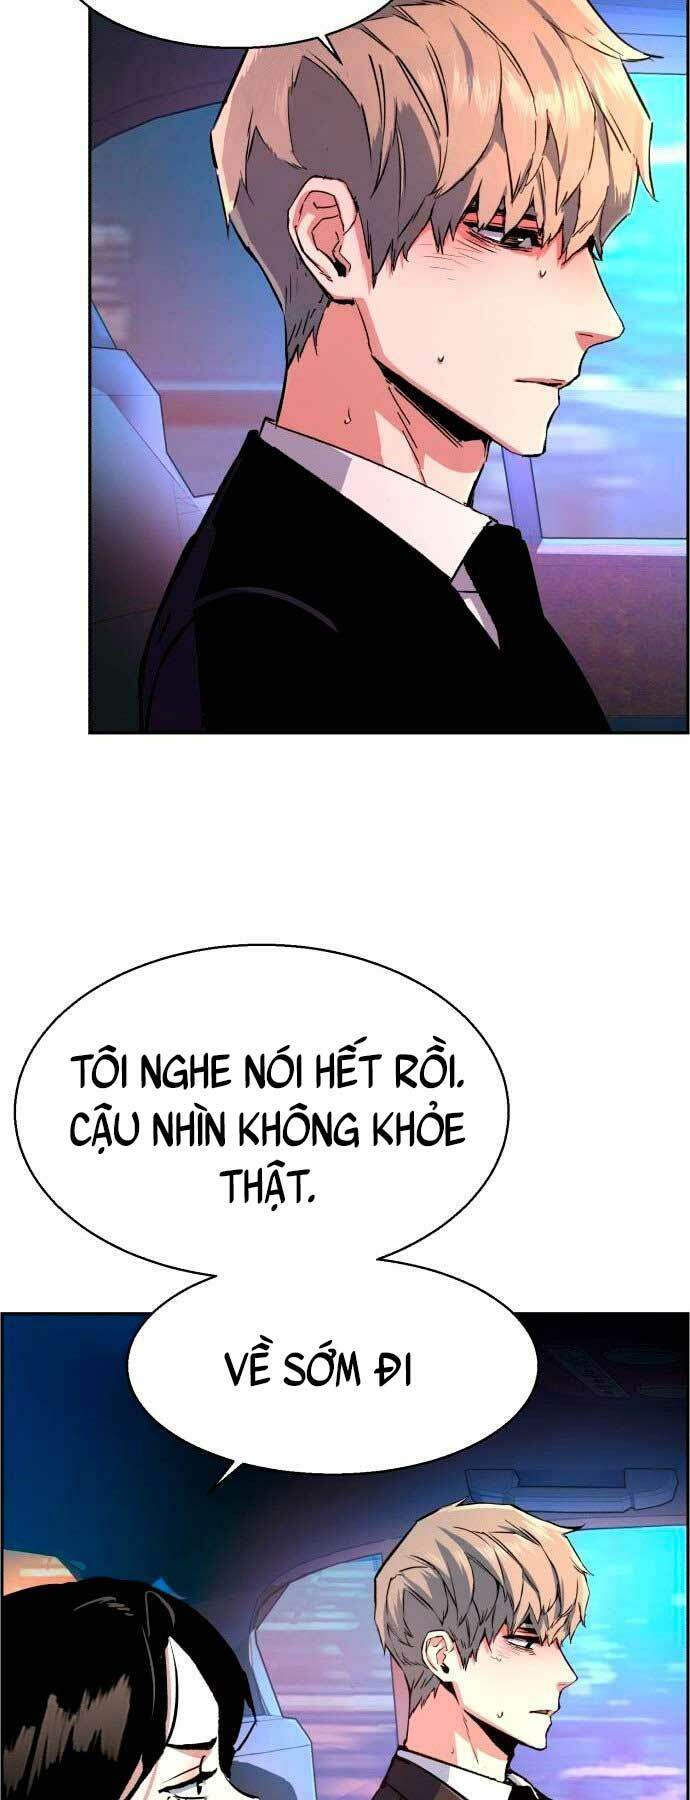 TÔI NGHE NÓI HẾT RỒI.
CẬU NHÌN KHÔNG KHỎE
THẬT.
VỀ SỚM ĐI